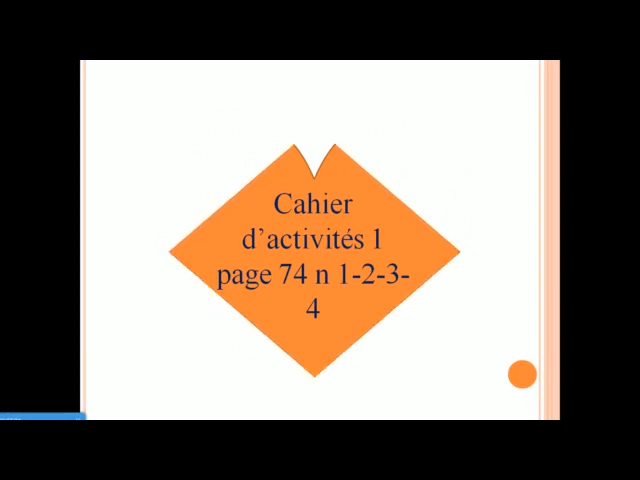 Cahier
d’activités 1
page 74 n 1-2-3-
4